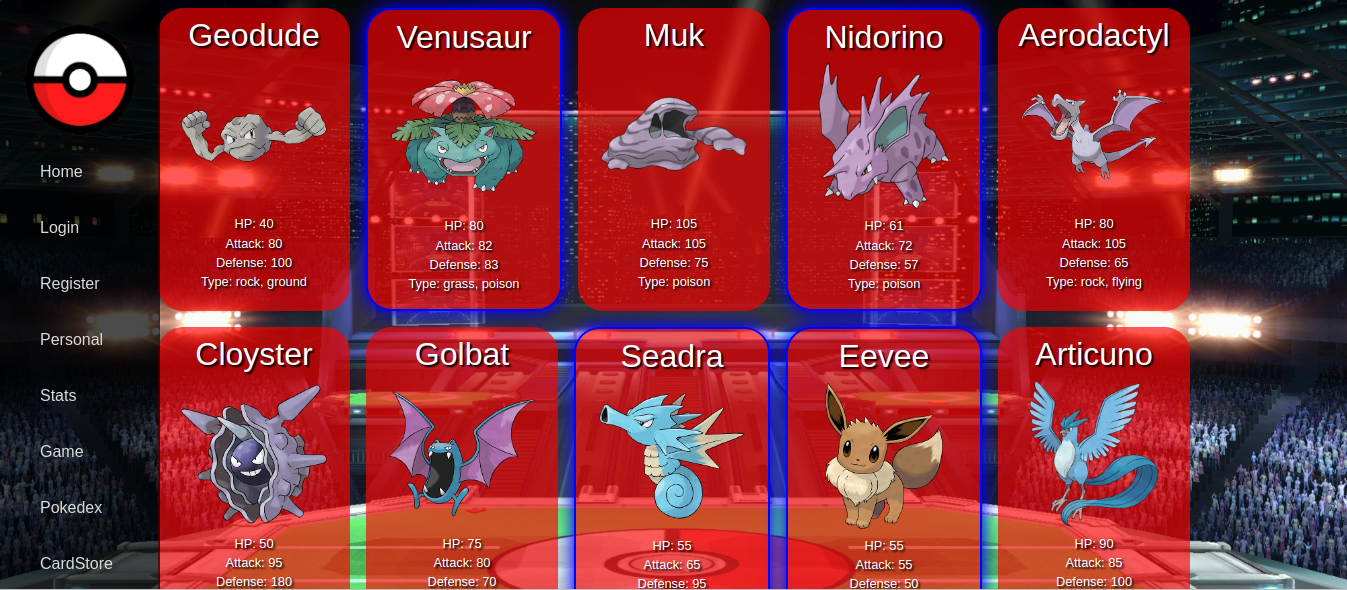 Home
Login
Register
Personal
Stats
Game
Pokedex
CardStore
Geodude
HP: 40
Attack: 80
Defense: 100
Type: rock, ground
Venusaur
HP: 80
Attack: 82
Defense: 83
Type: grass, poison
Muk
HP: 105
Attack: 105
Defense: 75
Type: poison
Nidorino
HP: 61
Attack: 72
Defense: 57
Type: poison
Aerodactyl
HP: 80
Attack: 105
Defense: 65
Type: rock, flying
Cloyster
HP: 50
Attack: 95
Defense: 180
Golbat
HP: 75
Attack: 80
Defense: 70
Seadra
HP: 55
Attack: 65
Defense: 95
Eevee
HP: 55
Attack: 55
Defense: 50
Articuno
HP: 90
Attack: 85
Defense: 100